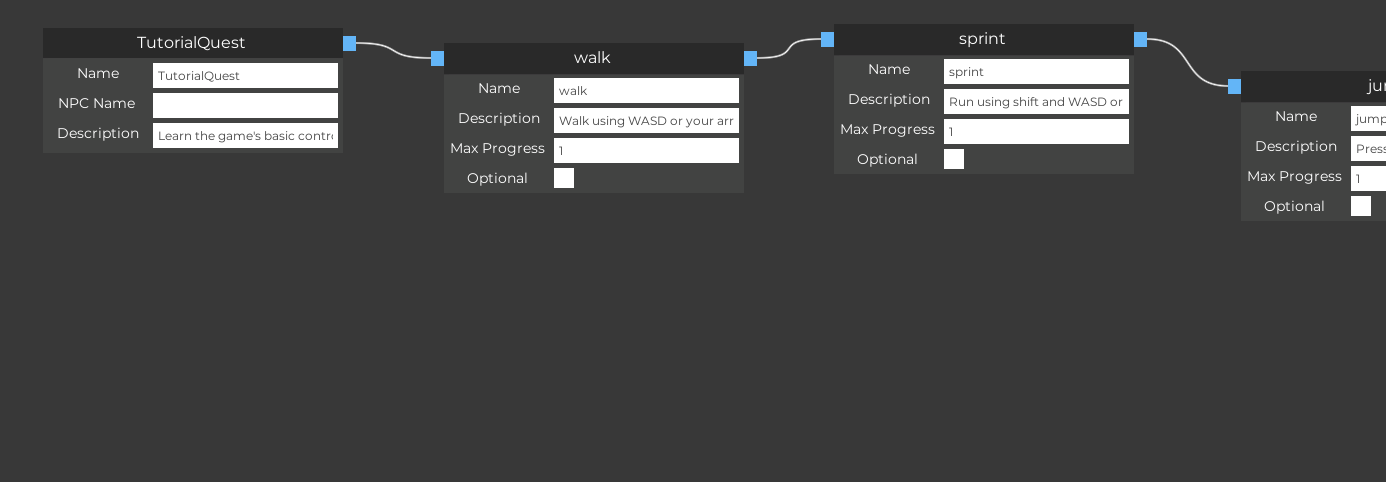 TutorialQuest
Name
TutorialQuest
NPC Name
Description
Learn the game's basic
walk
Name
walk
Description
Walk using WASD or your
Max Progress
1
Optional
sprint
Name
sprint
Description
Run using shift and WASD or
Max Progress
1
Optional
Name
jump
Description
Press
Max Progress
1
Optional